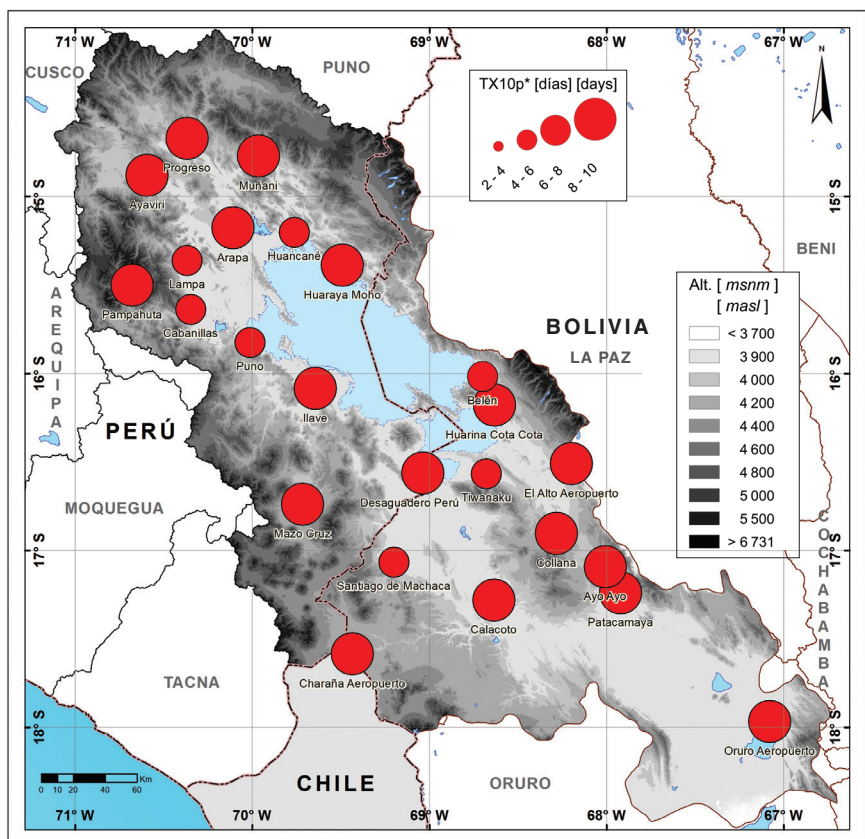 71° W
70° W
69° W
68° W
67° W
N
CUSCO
PUNO
TX10p* [días] [days]
2 - 4
4 - 6
6 - 8
8 - 10
Progreso
Muñani
Ayaviri
15° S
15° S
BENI
Arapa
Huancané
Lampa
Huaraya Moho
Pampahuta
Cabanillas
Alt. [ msnm ]
[ masl ]
< 3 700
3 900
4 000
4 200
4 400
4 600
4 800
5 000
5 500
> 6 731
AREQUIPA
BOLIVIA
LA PAZ
Puno
16° S
16° S
Ilave
Belén
Huarina Cota Cota
PERÚ
Desaguadero Perú
Tiwanaku
El Alto Aeropuerto
MOQUEGUA
Mazo Cruz
17° S
17° S
Collana
COCHABAMBA
Santiago de Machaca
Ayo Ayo
Patacamaya
Calacoto
TACNA
Charaña Aeropuerto
18° S
18° S
Oruro Aeropuerto
0 10 20 40 60
Km
CHILE
ORURO
71° W
70° W
69° W
68° W
67° W